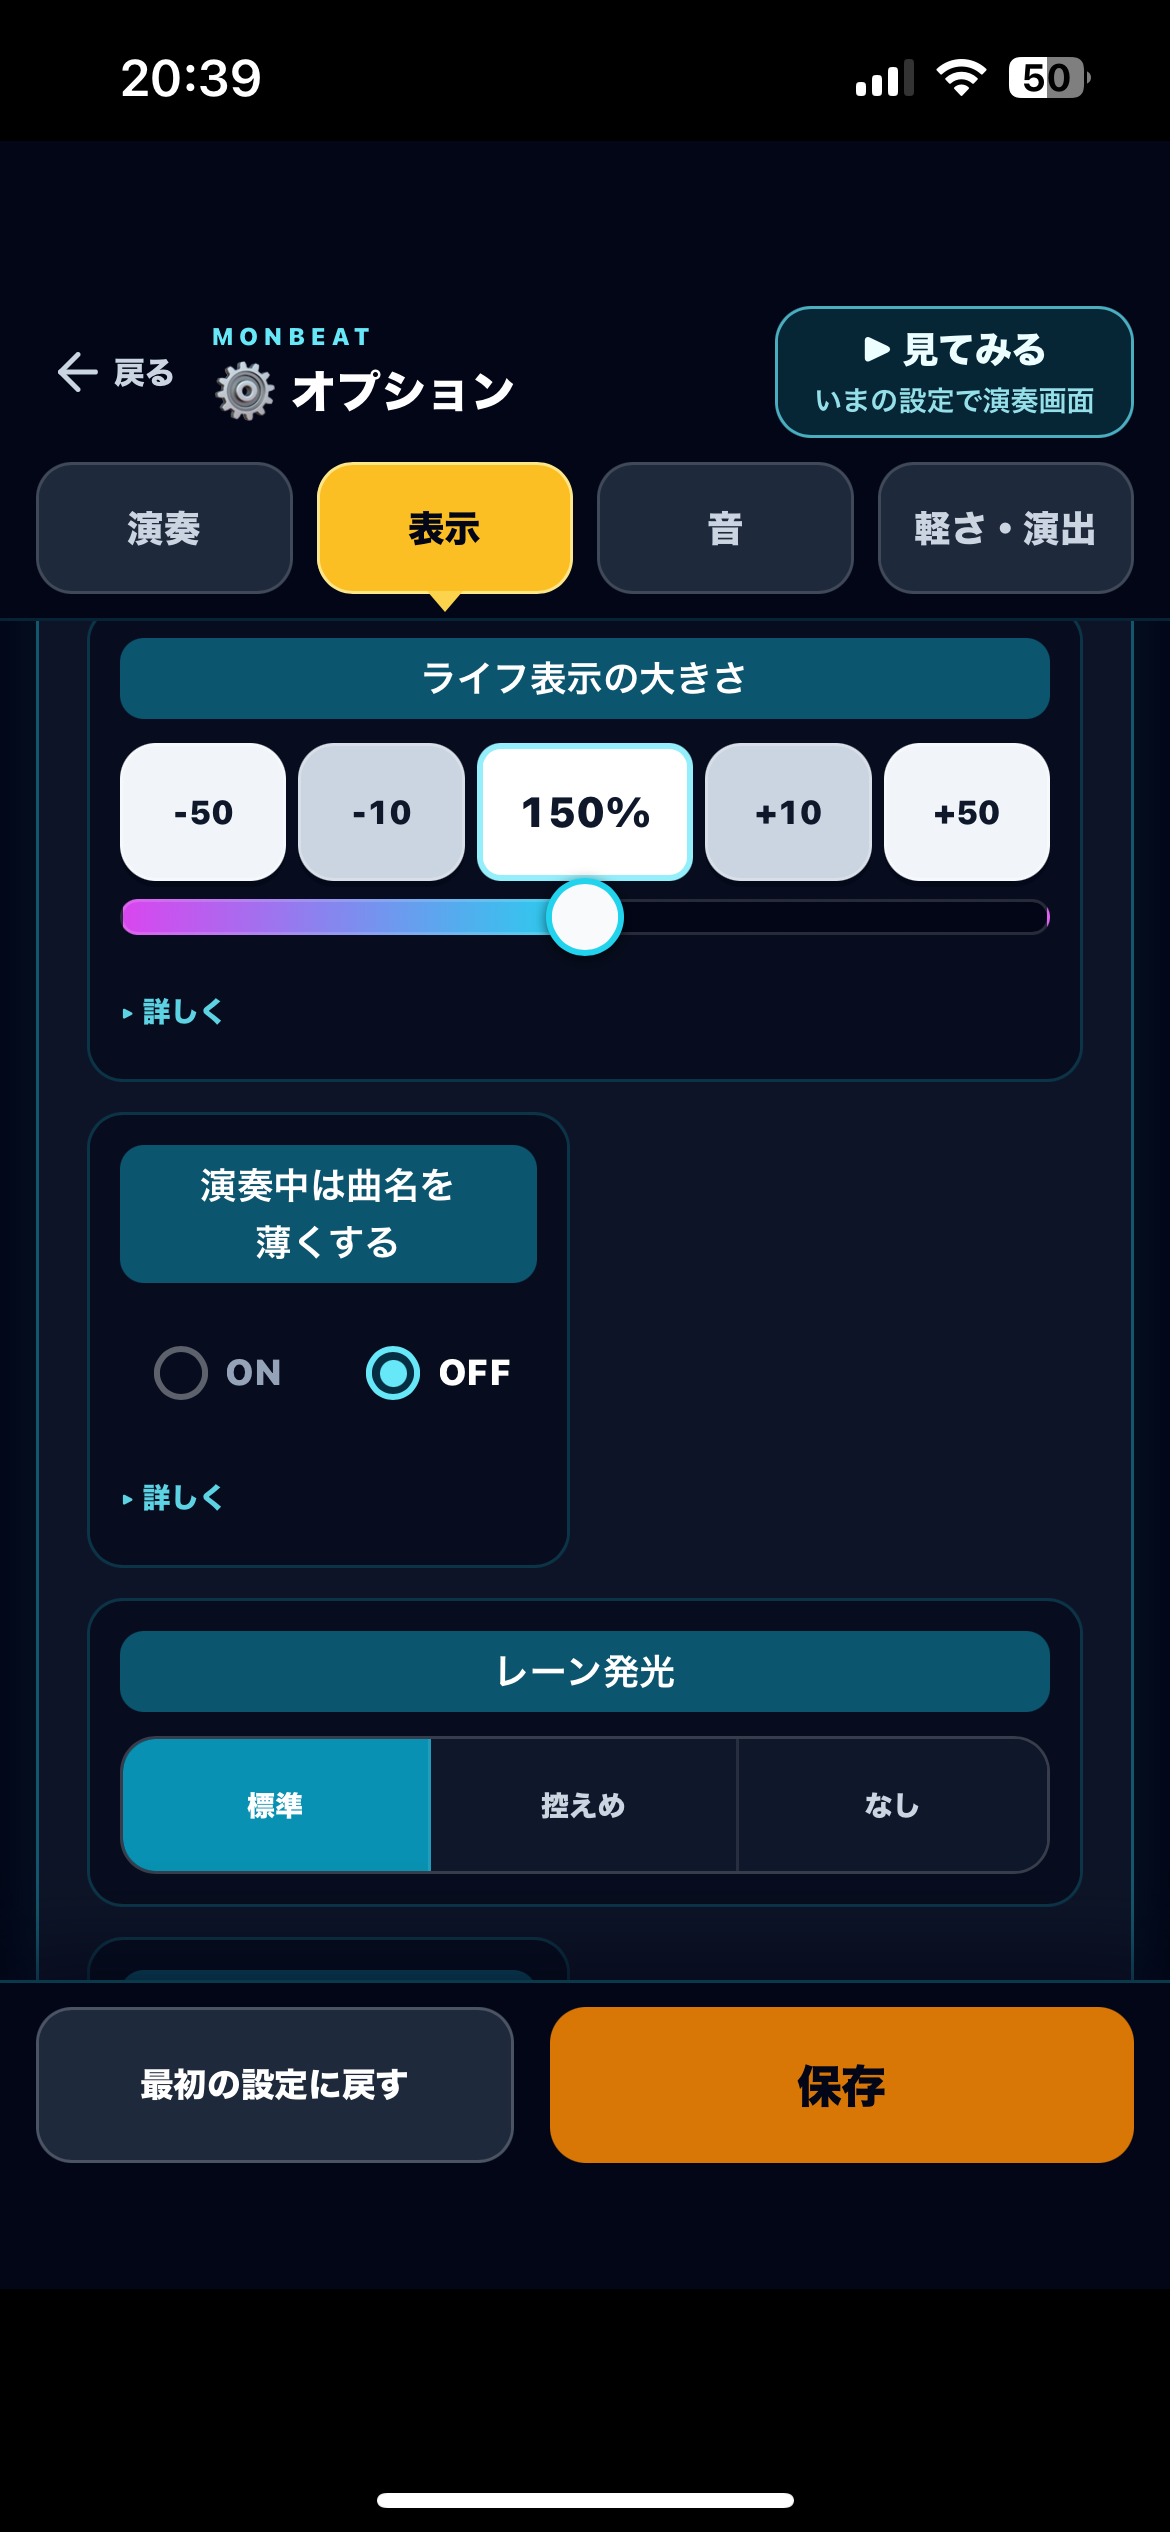 20:39
50
MONBEAT
戻る
⚙️ オプション
▶ 見てみる
いまの設定で演奏画面
演奏
表示
音
軽さ・演出
ライフ表示の大きさ
-50
-10
150%
+10
+50
▸ 詳しく
演奏中は曲名を
薄くする
ON
OFF
▸ 詳しく
レーン発光
標準
控えめ
なし
最初の設定に戻す
保存